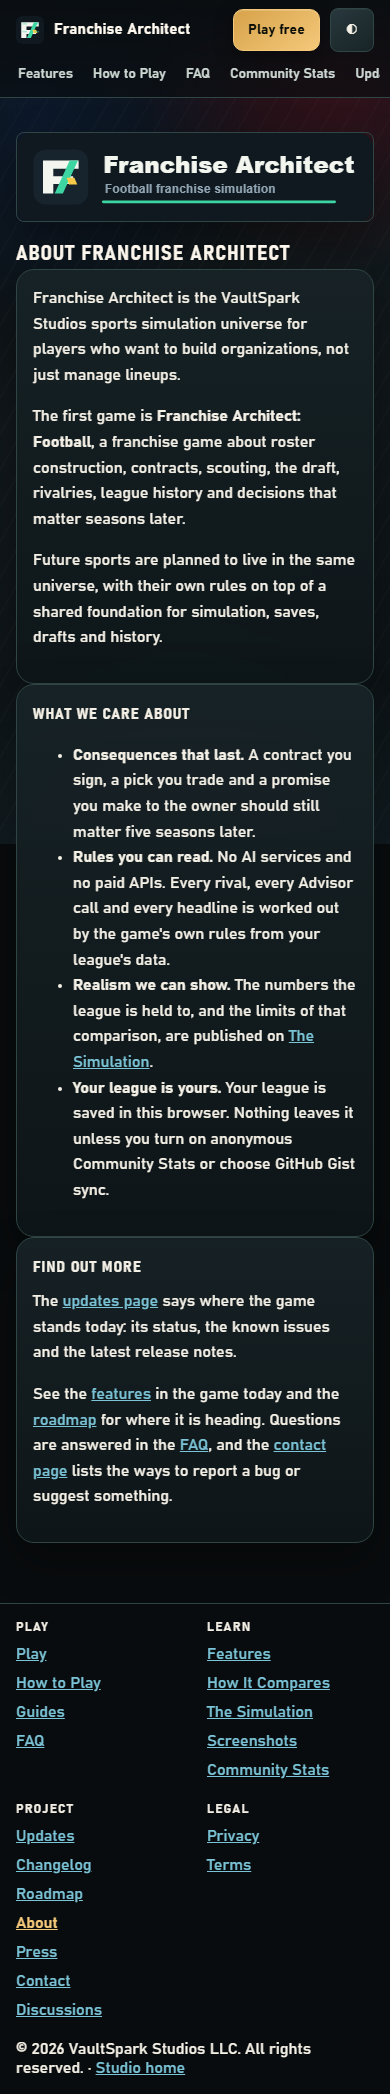 Franchise Architect
Play free
Features How to Play FAQ Community Stats Upd
Franchise Architect
Football franchise simulation
ABOUT FRANCHISE ARCHITECT
Franchise Architect is the VaultSpark
Studios sports simulation universe for
players who want to build organizations, not
just manage lineups.
The first game is Franchise Architect:
Football, a franchise game about roster
construction, contracts, scouting, the draft,
rivalries, league history and decisions that
matter seasons later.
Future sports are planned to live in the same
universe, with their own rules on top of a
shared foundation for simulation, saves,
drafts and history.
WHAT WE CARE ABOUT
• Consequences that last. A contract you
sign, a pick you trade and a promise
you make to the owner should still
matter five seasons later.
• Rules you can read. No AI services and
no paid APIs. Every rival, every Advisor
call and every headline is worked out
by the game's own rules from your
league's data.
• Realism we can show. The numbers the
league is held to, and the limits of that
comparison, are published on The
Simulation.
• Your league is yours. Your league is
saved in this browser. Nothing leaves it
unless you turn on anonymous
Community Stats or choose GitHub Gist
sync.
FIND OUT MORE
The updates page says where the game
stands today: its status, the known issues
and the latest release notes.
See the features in the game today and the
roadmap for where it is heading. Questions
are answered in the FAQ, and the contact
page lists the ways to report a bug or
suggest something.
PLAY
Play
How to Play
Guides
FAQ
LEARN
Features
How It Compares
The Simulation
Screenshots
Community Stats
PROJECT
Updates
Changelog
Roadmap
About
Press
Contact
Discussions
LEGAL
Privacy
Terms
© 2026 VaultSpark Studios LLC. All rights
reserved. · Studio home